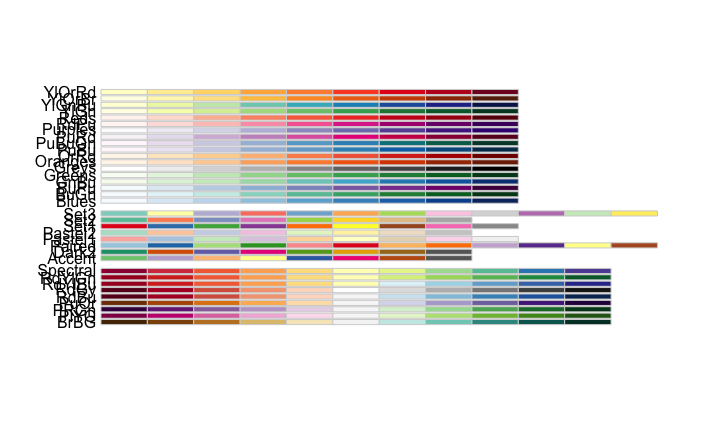 YlOrRd
YlOrBr
YlGnBu
YlGn
Reds
RdPu
Purples
PuRd
PuBuGn
PuBu
OrRd
Oranges
Greys
Greens
GnBu
BuPu
BuGn
Blues
Set3
Set2
Set1
Pastel2
Pastel1
Paired
Dark2
Accent
Spectral
RdYlGn
RdYlBu
RdGy
RdBu
PuOr
PRGn
PiYG
BrBG